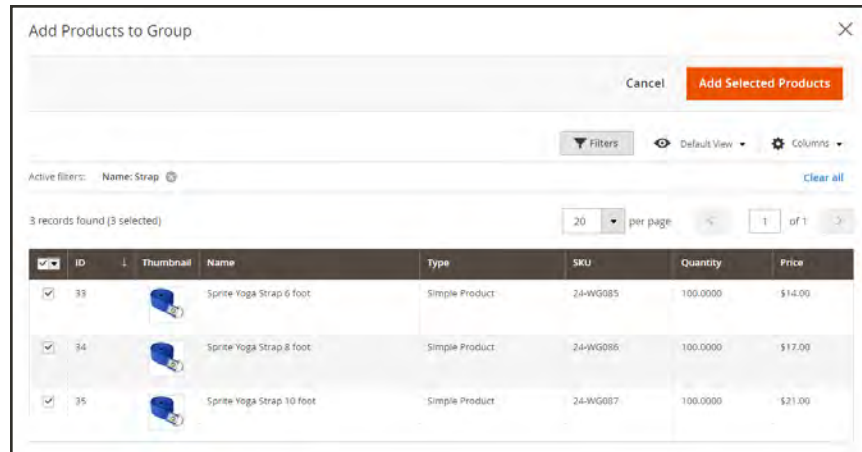 Add Products to Group
Cancel Add Selected Products
Filters Default View Columns
Active filters: Name: Strap Clear all
3 records found (3 selected) 20 per page 1 of 1
ID Thumbnail Name Type SKU Quantity Price
33 Sprite Yoga Strap 6 foot Simple Product 24-WG085 100.0000 $14.00
34 Sprite Yoga Strap 8 foot Simple Product 24-WG086 100.0000 $17.00
35 Sprite Yoga Strap 10 foot Simple Product 24-WG087 100.0000 $21.00